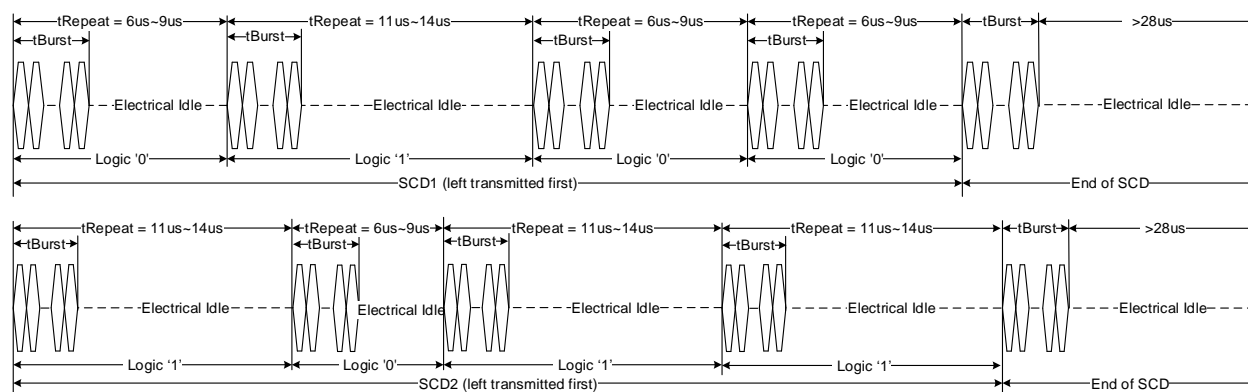 tRepeat = 6us~9us tRepeat = 11us~14us tRepeat = 6us~9us tRepeat = 6us~9us tBurst >28us
tBurst tBurst tBurst tBurst
Electrical Idle Electrical Idle Electrical Idle Electrical Idle Electrical Idle
Logic '0' Logic ‘1’ Logic '0' Logic '0'
SCD1 (left transmitted first) End of SCD
tRepeat = 11us~14us tRepeat = 6us~9us tRepeat = 11us~14us tRepeat = 11us~14us tBurst >28us
tBurst tBurst tBurst tBurst
Electrical Idle Electrical Idle Electrical Idle Electrical Idle Electrical Idle
Logic ‘1’ Logic '0' Logic ‘1’ Logic ‘1’
SCD2 (left transmitted first) End of SCD